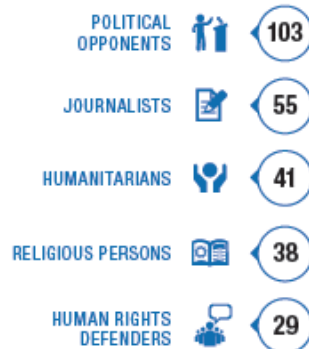 POLITICAL
OPPONENTS
103
JOURNALISTS
55
HUMANITARIANS
41
RELIGIOUS PERSONS
38
HUMAN RIGHTS
DEFENDERS
29